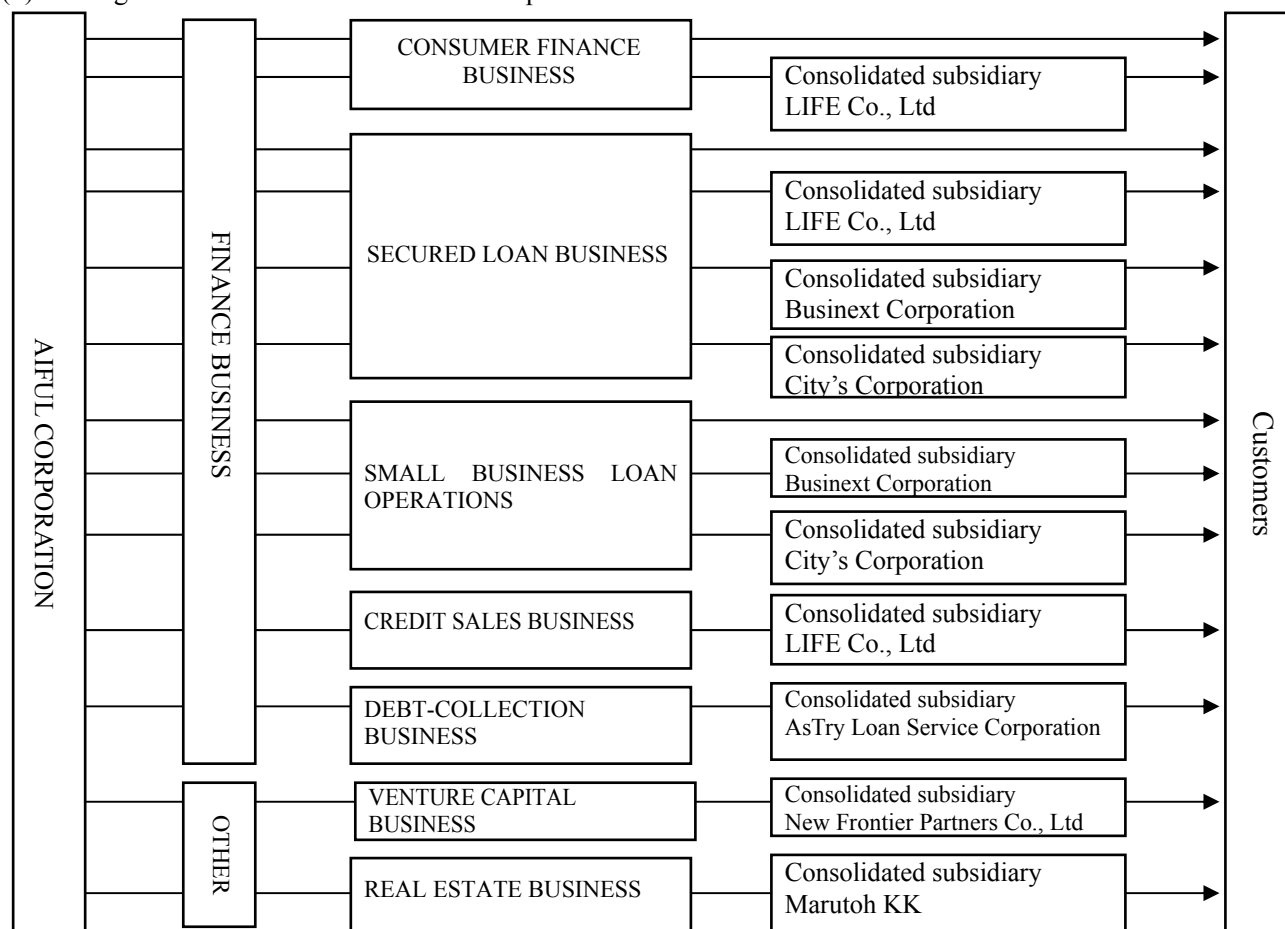 AIFUL CORPORATION
FINANCE BUSINESS
CONSUMER FINANCE
BUSINESS
Consolidated subsidiary
LIFE Co., Ltd
SECURED LOAN BUSINESS
Consolidated subsidiary
LIFE Co., Ltd
Consolidated subsidiary
Businext Corporation
Consolidated subsidiary
City’s Corporation
SMALL BUSINESS LOAN
OPERATIONS
Consolidated subsidiary
Businext Corporation
Consolidated subsidiary
City’s Corporation
CREDIT SALES BUSINESS
Consolidated subsidiary
LIFE Co., Ltd
DEBT-COLLECTION
BUSINESS
Consolidated subsidiary
AsTry Loan Service Corporation
OTHER
VENTURE CAPITAL
BUSINESS
Consolidated subsidiary
New Frontier Partners Co., Ltd
REAL ESTATE BUSINESS
Consolidated subsidiary
Marutoh KK
Customers